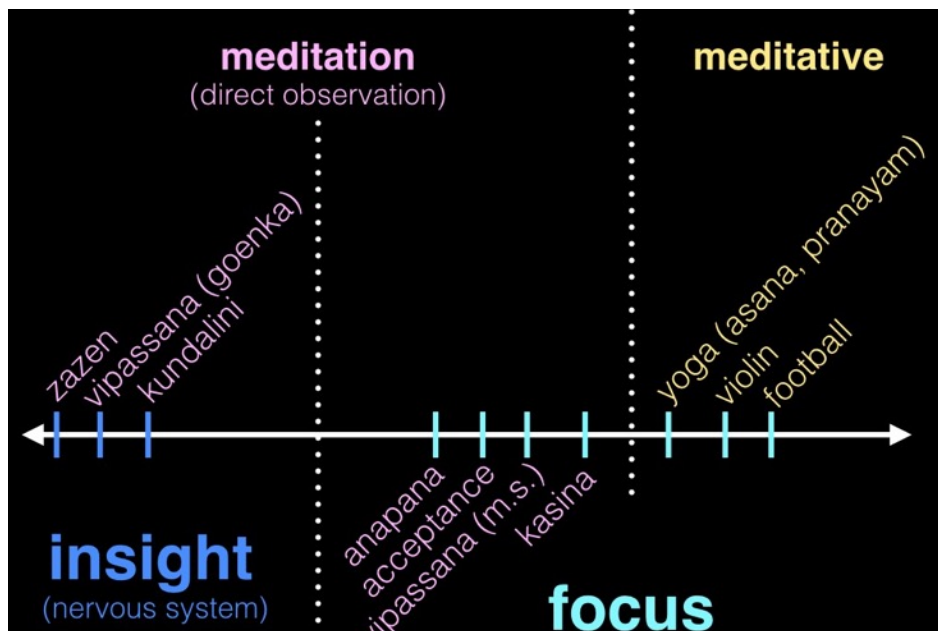 meditation
(direct observation)
meditative
zazen
vipassana (goenka)
kundalini
yoga (asana, pranayam)
violin
football
anapana
acceptance
vipassana (m.s.)
kasina
insight
(nervous system)
focus